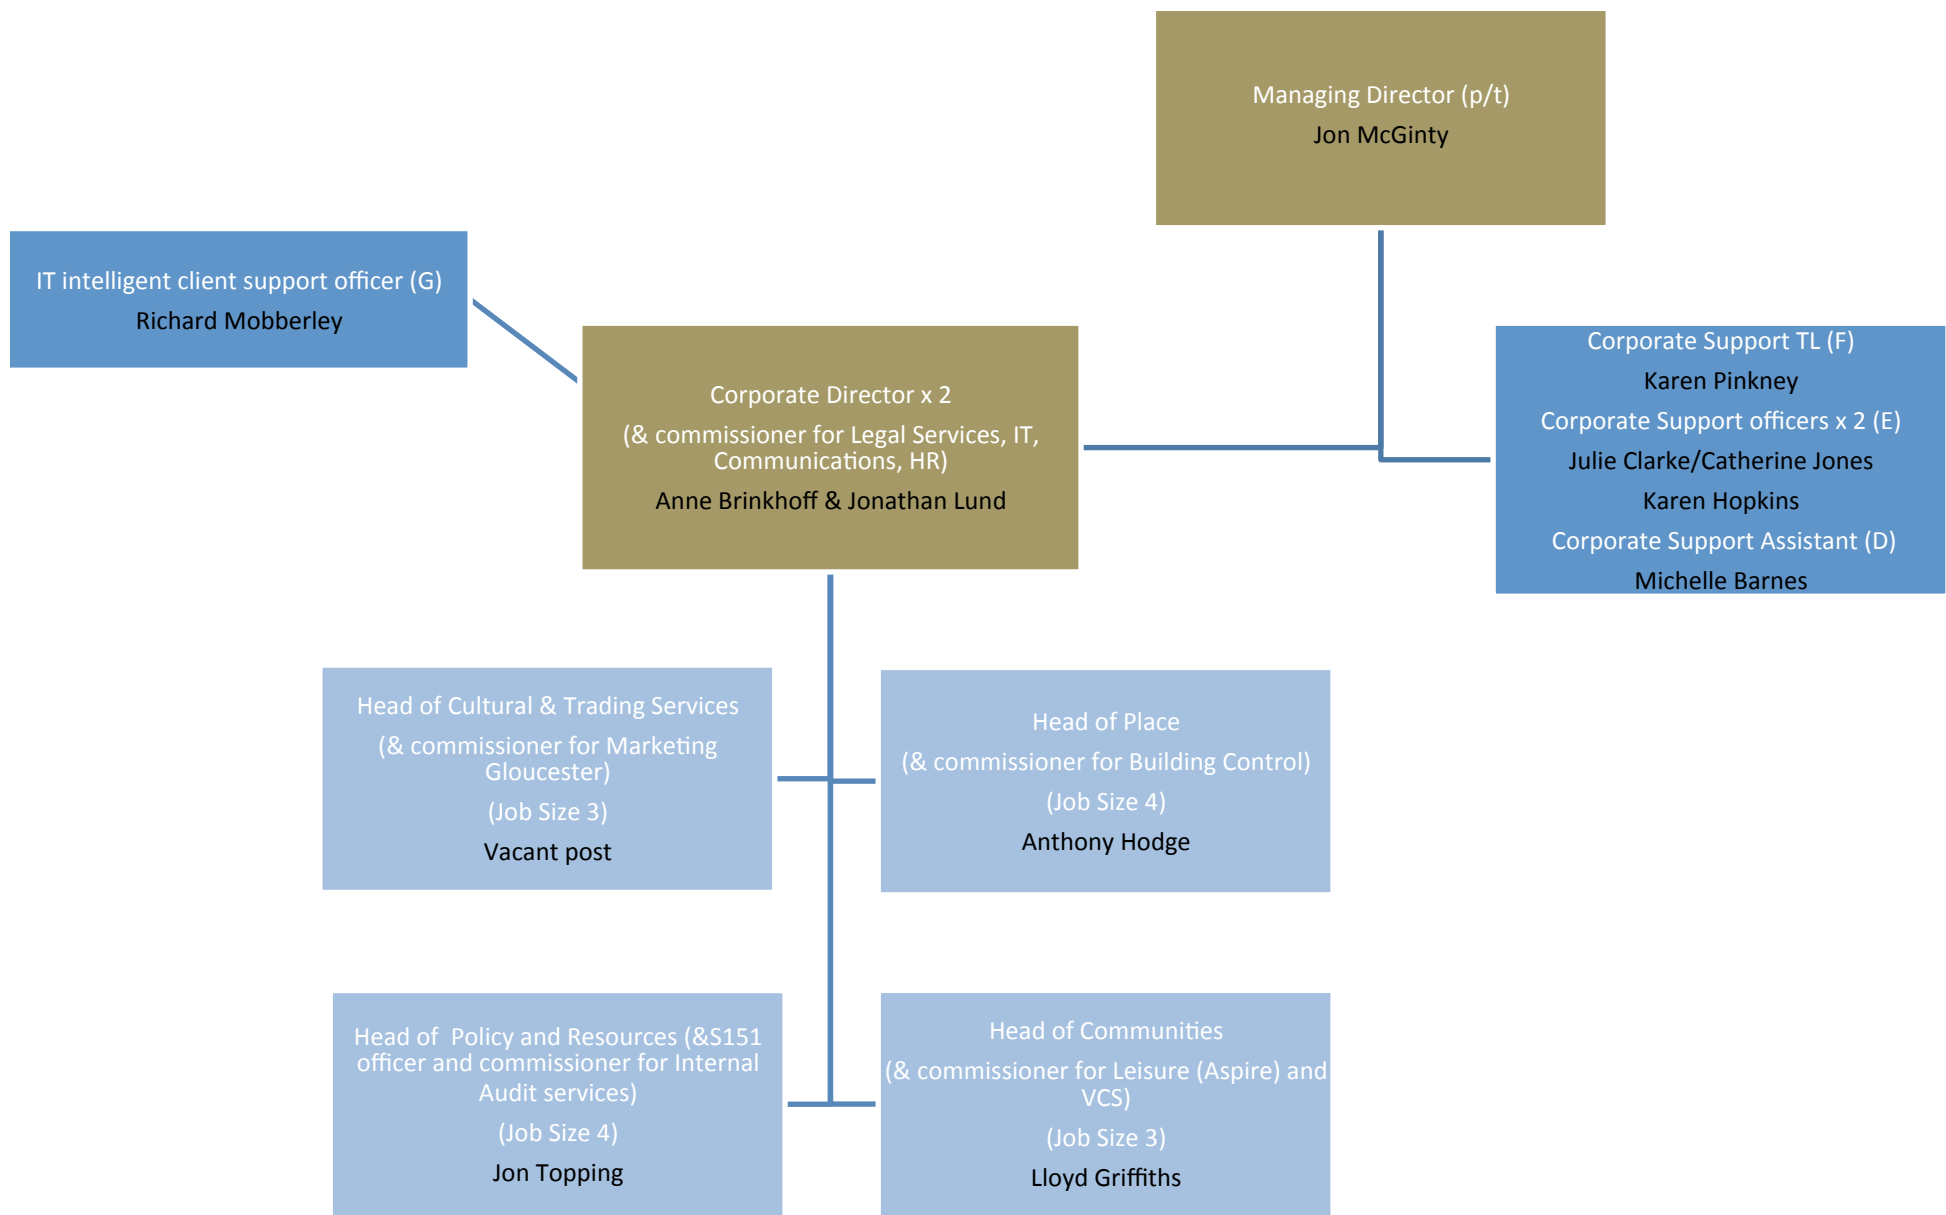 Managing Director (p/t)
Jon McGinty
IT intelligent client support officer (G)
Richard Mobberley
Corporate Director x 2
(& commissioner for Legal Services, IT,
Communications, HR)
Anne Brinkhoff & Jonathan Lund
Corporate Support TL (F)
Karen Pinkney
Corporate Support officers x 2 (E)
Julie Clarke/Catherine Jones
Karen Hopkins
Corporate Support Assistant (D)
Michelle Barnes
Head of Cultural & Trading Services
(& commissioner for Marketing
Gloucester)
(Job Size 3)
Vacant post
Head of Place
(& commissioner for Building Control)
(Job Size 4)
Anthony Hodge
Head of  Policy and Resources (&S151
officer and commissioner for Internal
Audit services)
(Job Size 4)
Jon Topping
Head of Communities
(& commissioner for Leisure (Aspire) and
VCS)
(Job Size 3)
Lloyd Griffiths